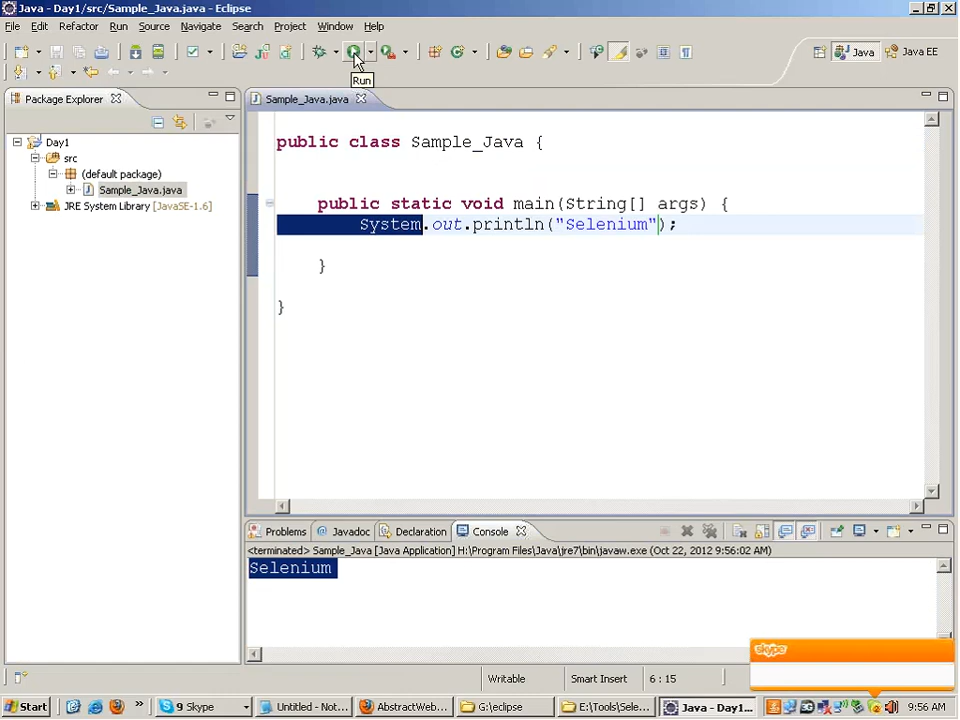 Java - Day1/src/Sample_Java.java - Eclipse
File Edit Refactor Run Source Navigate Search Project Window Help
Java Java EE
Run
Package Explorer
Sample_Java.java
Day1
src
(default package)
Sample_Java.java
JRE System Library [JavaSE-1.6]
public class Sample_Java {
public static void main(String[] args) {
System.out.println("Selenium");
}
}
Problems Javadoc Declaration Console
<terminated> Sample_Java [Java Application] H:\Program Files\Java\jre7\bin\javaw.exe (Oct 22, 2012 9:56:02 AM)
Selenium
skype
Writable Smart Insert 6 : 15
Start 9 Skype Untitled - Not... AbstractWeb... G:\eclipse E:\Tools\Sele... Java - Day1... 9:56 AM